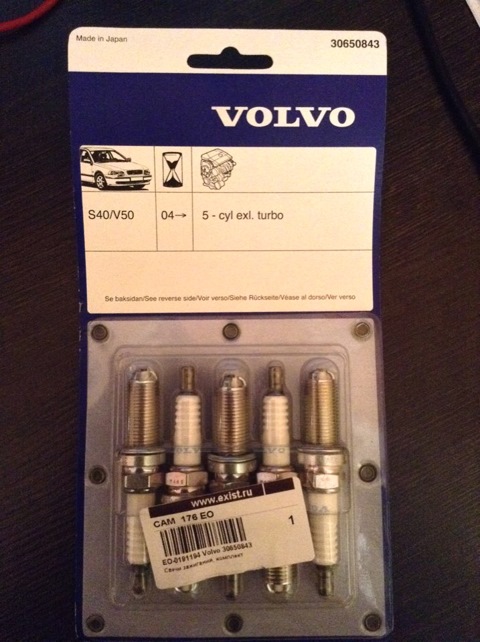 Made in Japan
30650843
VOLVO
S40/V50
04→
5 - cyl exl. turbo
Se baksidan/See reverse side/Voir verso/Siehe Rückseite/Véase al dorso/Ver verso
www.exist.ru
CAM 176 EO
1
EO-0191194 Volvo 30650843
Свечи зажигания, комплект